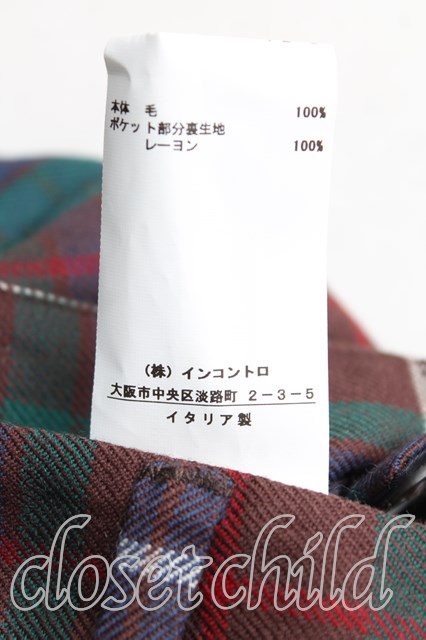 本体 毛 100%
ポケット部分裏生地
レーヨン 100%
(株) インコントロ
大阪市中央区淡路町 2-3-5
イタリア製
closet child